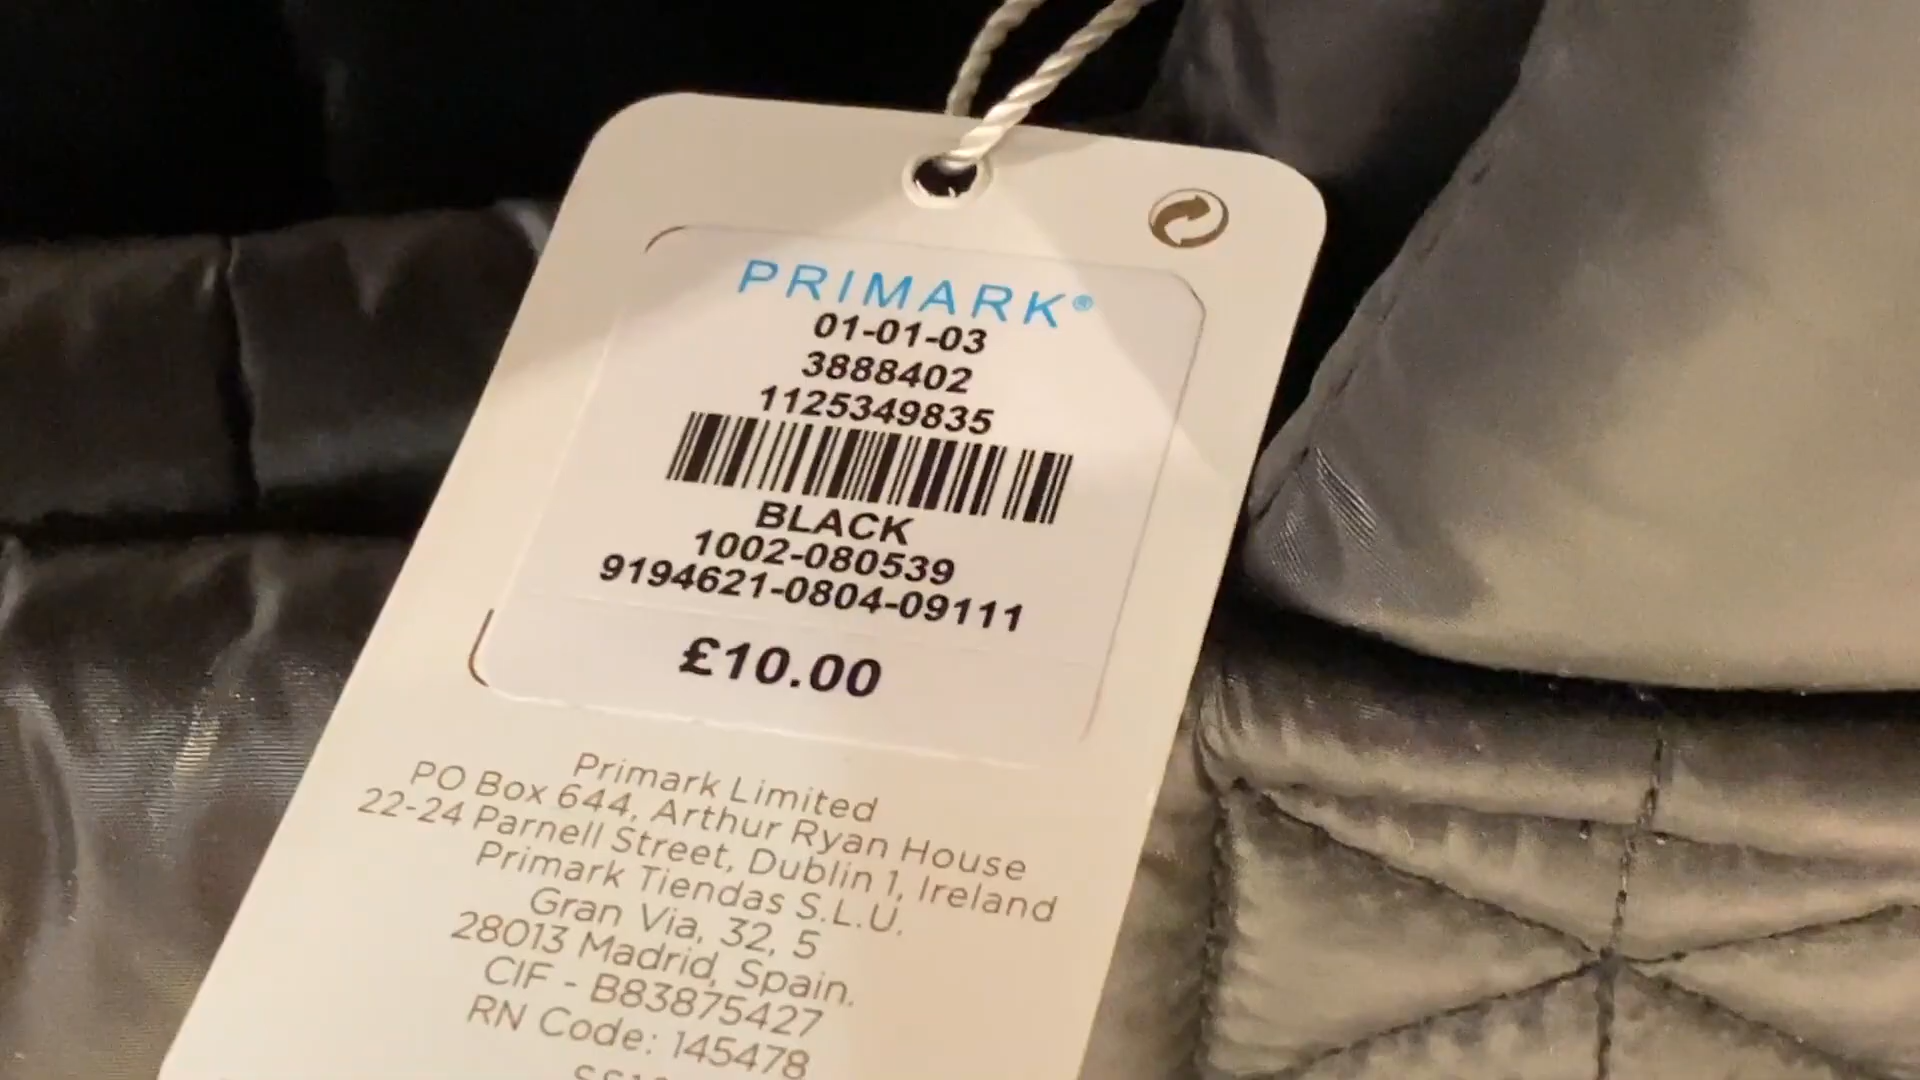 PRIMARK®
01-01-03
3888402
1125349835
BLACK
1002-080539
9194621-0804-09111
£10.00
Primark Limited
PO Box 644, Arthur Ryan House
22-24 Parnell Street, Dublin 1, Ireland
Primark Tiendas S.L.U.
Gran Via, 32, 5
28013 Madrid, Spain.
CIF - B83875427
RN Code: 145478